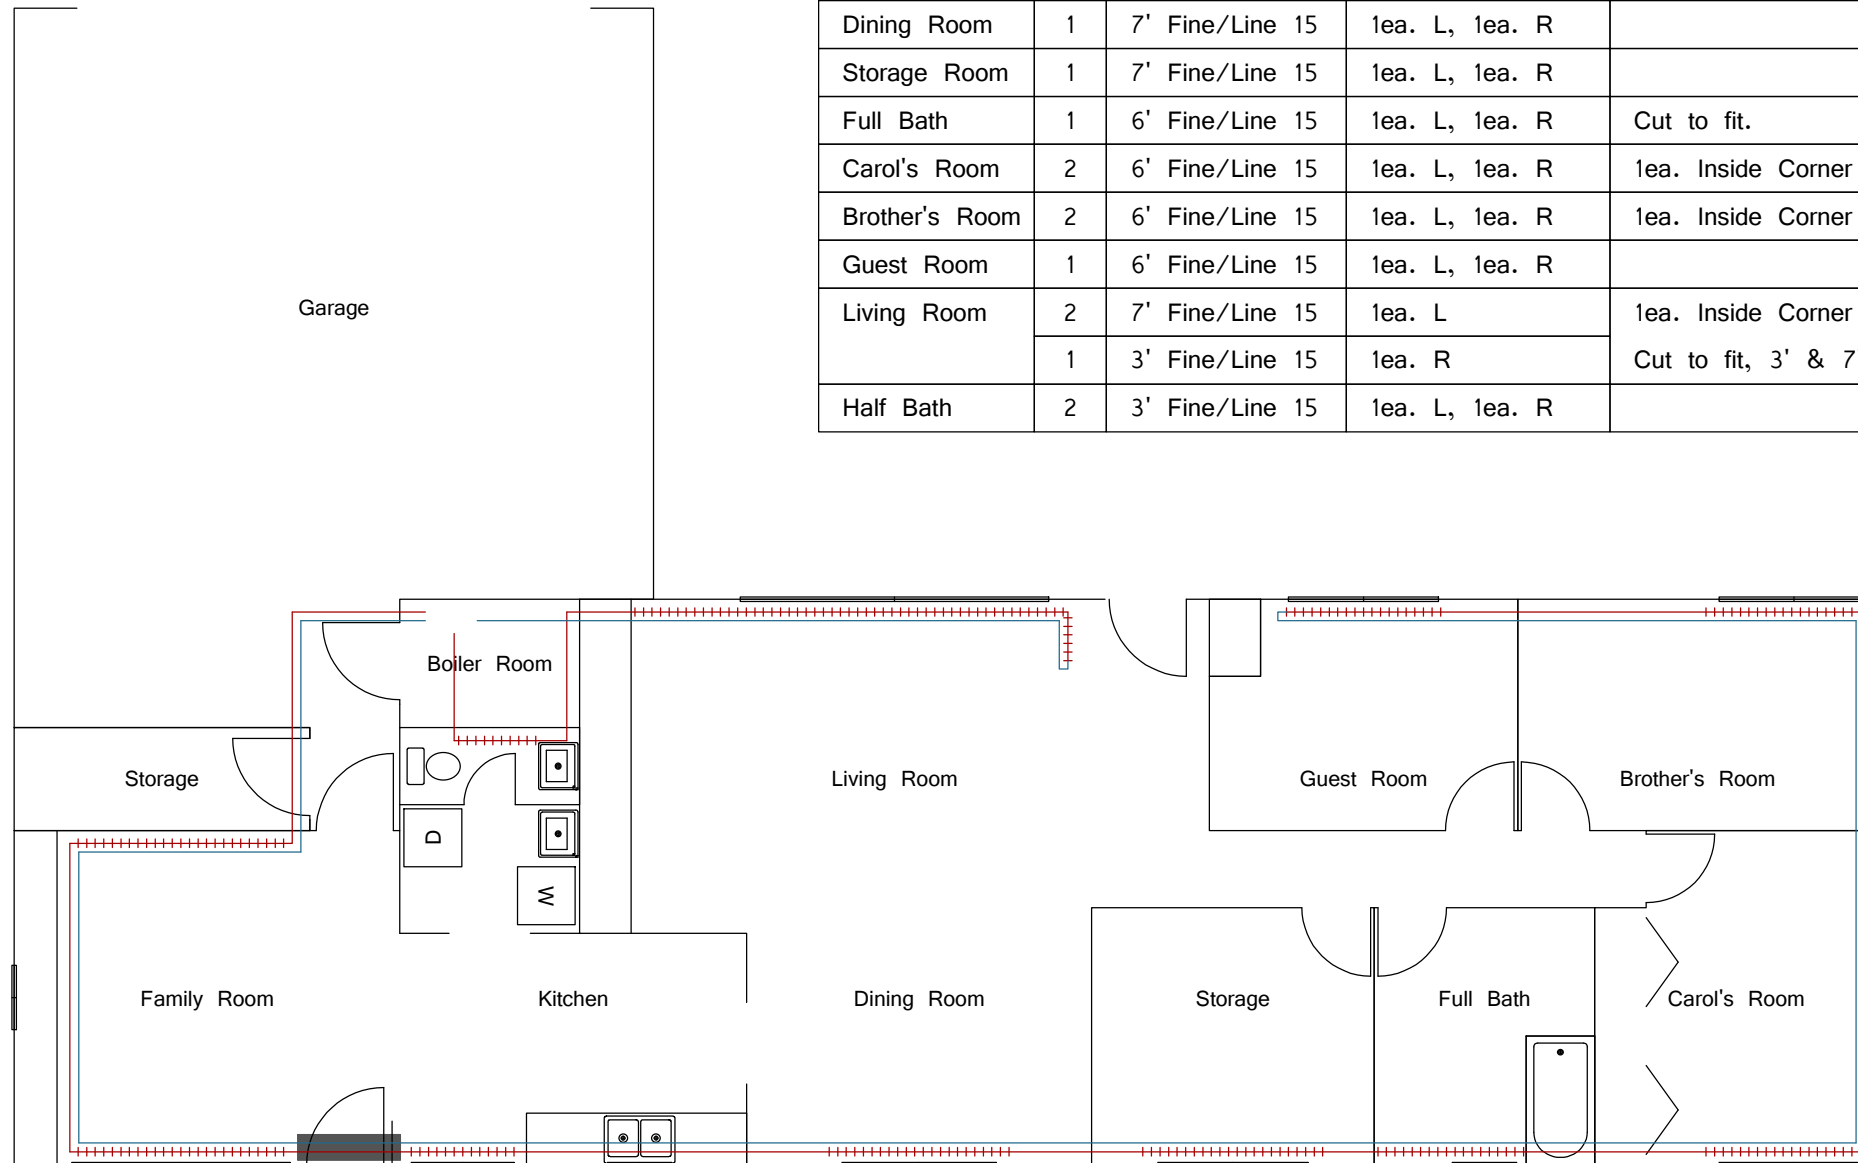 Dining Room 1 7' Fine/Line 15 1ea. L, 1ea. R
Storage Room 1 7' Fine/Line 15 1ea. L, 1ea. R
Full Bath 1 6' Fine/Line 15 1ea. L, 1ea. R Cut to fit.
Carol's Room 2 6' Fine/Line 15 1ea. L, 1ea. R 1ea. Inside Corner
Brother's Room 2 6' Fine/Line 15 1ea. L, 1ea. R 1ea. Inside Corner
Guest Room 1 6' Fine/Line 15 1ea. L, 1ea. R
Living Room 2 7' Fine/Line 15 1ea. L 1ea. Inside Corner
1 3' Fine/Line 15 1ea. R Cut to fit, 3' & 7
Half Bath 2 3' Fine/Line 15 1ea. L, 1ea. R
Garage
Boiler Room
Storage
Living Room
Guest Room
Brother's Room
D
W
Family Room
Kitchen
Dining Room
Storage
Full Bath
Carol's Room